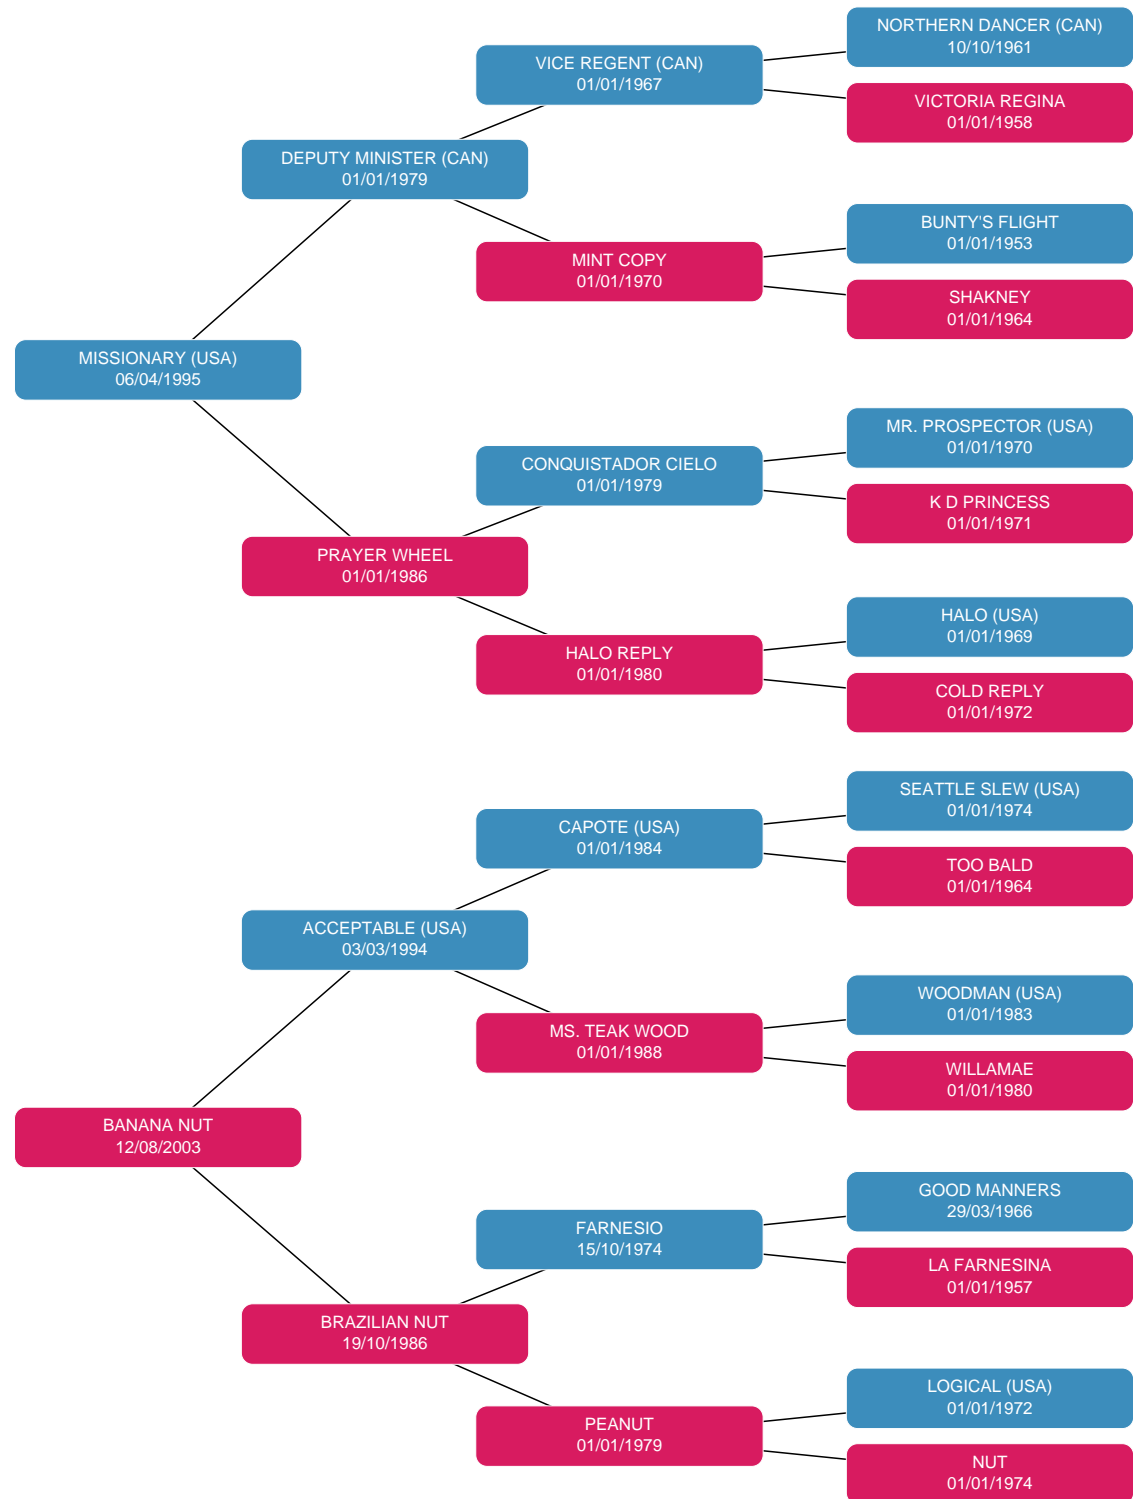 NORTHERN DANCER (CAN)
10/10/1961
VICE REGENT (CAN)
01/01/1967
VICTORIA REGINA
01/01/1958
DEPUTY MINISTER (CAN)
01/01/1979
BUNTY'S FLIGHT
01/01/1953
MINT COPY
01/01/1970
SHAKNEY
01/01/1964
MISSIONARY (USA)
06/04/1995
MR. PROSPECTOR (USA)
01/01/1970
CONQUISTADOR CIELO
01/01/1979
K D PRINCESS
01/01/1971
PRAYER WHEEL
01/01/1986
HALO (USA)
01/01/1969
HALO REPLY
01/01/1980
COLD REPLY
01/01/1972
SEATTLE SLEW (USA)
01/01/1974
CAPOTE (USA)
01/01/1984
TOO BALD
01/01/1964
ACCEPTABLE (USA)
03/03/1994
WOODMAN (USA)
01/01/1983
MS. TEAK WOOD
01/01/1988
WILLAMAE
01/01/1980
BANANA NUT
12/08/2003
GOOD MANNERS
29/03/1966
FARNESIO
15/10/1974
LA FARNESINA
01/01/1957
BRAZILIAN NUT
19/10/1986
LOGICAL (USA)
01/01/1972
PEANUT
01/01/1979
NUT
01/01/1974